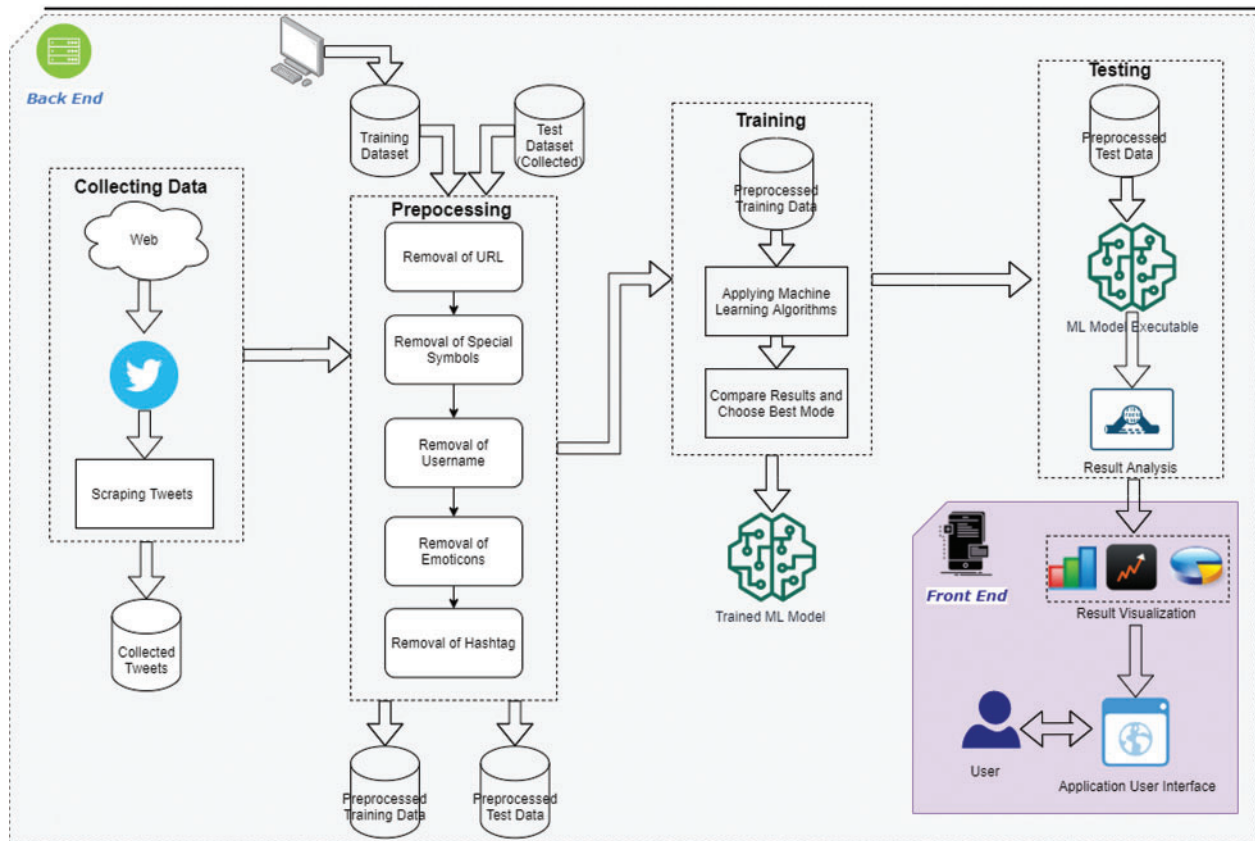 Back End
Collecting Data
Web
Scraping Tweets
Collected
Tweets
Training
Dataset
Test
Dataset
(Collected)
Prepocessing
Removal of URL
Removal of Special
Symbols
Removal of
Username
Removal of
Emoticons
Removal of Hashtag
Preprocessed
Training Data
Preprocessed
Test Data
Training
Preprocessed
Training Data
Applying Machine
Learning Algorithms
Compare Results and
Choose Best Mode
Trained ML Model
Testing
Preprocessed
Test Data
ML Model Executable
Result Analysis
Front End
Result Visualization
User
Application User Interface